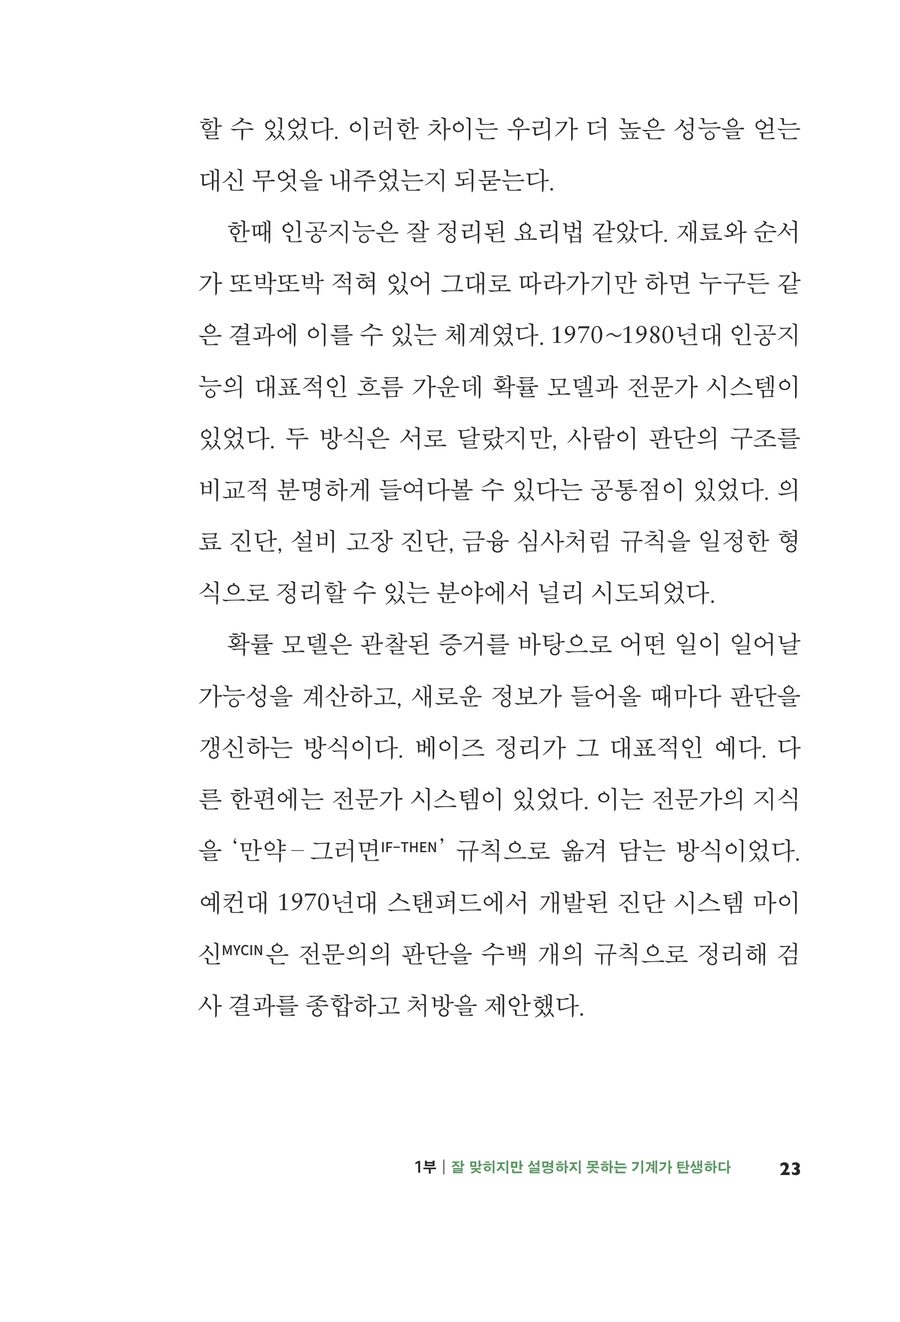 할 수 있었다. 이러한 차이는 우리가 더 높은 성능을 얻는
대신 무엇을 내주었는지 되묻는다.
한때 인공지능은 잘 정리된 요리법 같았다. 재료와 순서
가 또박또박 적혀 있어 그대로 따라가기만 하면 누구든 같
은 결과에 이를 수 있는 체계였다. 1970~1980년대 인공지
능의 대표적인 흐름 가운데 확률 모델과 전문가 시스템이
있었다. 두 방식은 서로 달랐지만, 사람이 판단의 구조를
비교적 분명하게 들여다볼 수 있다는 공통점이 있었다. 의
료 진단, 설비 고장 진단, 금융 심사처럼 규칙을 일정한 형
식으로 정리할 수 있는 분야에서 널리 시도되었다.
확률 모델은 관찰된 증거를 바탕으로 어떤 일이 일어날
가능성을 계산하고, 새로운 정보가 들어올 때마다 판단을
갱신하는 방식이다. 베이즈 정리가 그 대표적인 예다. 다
른 한편에는 전문가 시스템이 있었다. 이는 전문가의 지식
을 ‘만약–그러면IF-THEN’ 규칙으로 옮겨 담는 방식이었다.
예컨대 1970년대 스탠퍼드에서 개발된 진단 시스템 마이
신MYCIN은 전문의의 판단을 수백 개의 규칙으로 정리해 검
사 결과를 종합하고 처방을 제안했다.
1부 | 잘 맞히지만 설명하지 못하는 기계가 탄생하다 23